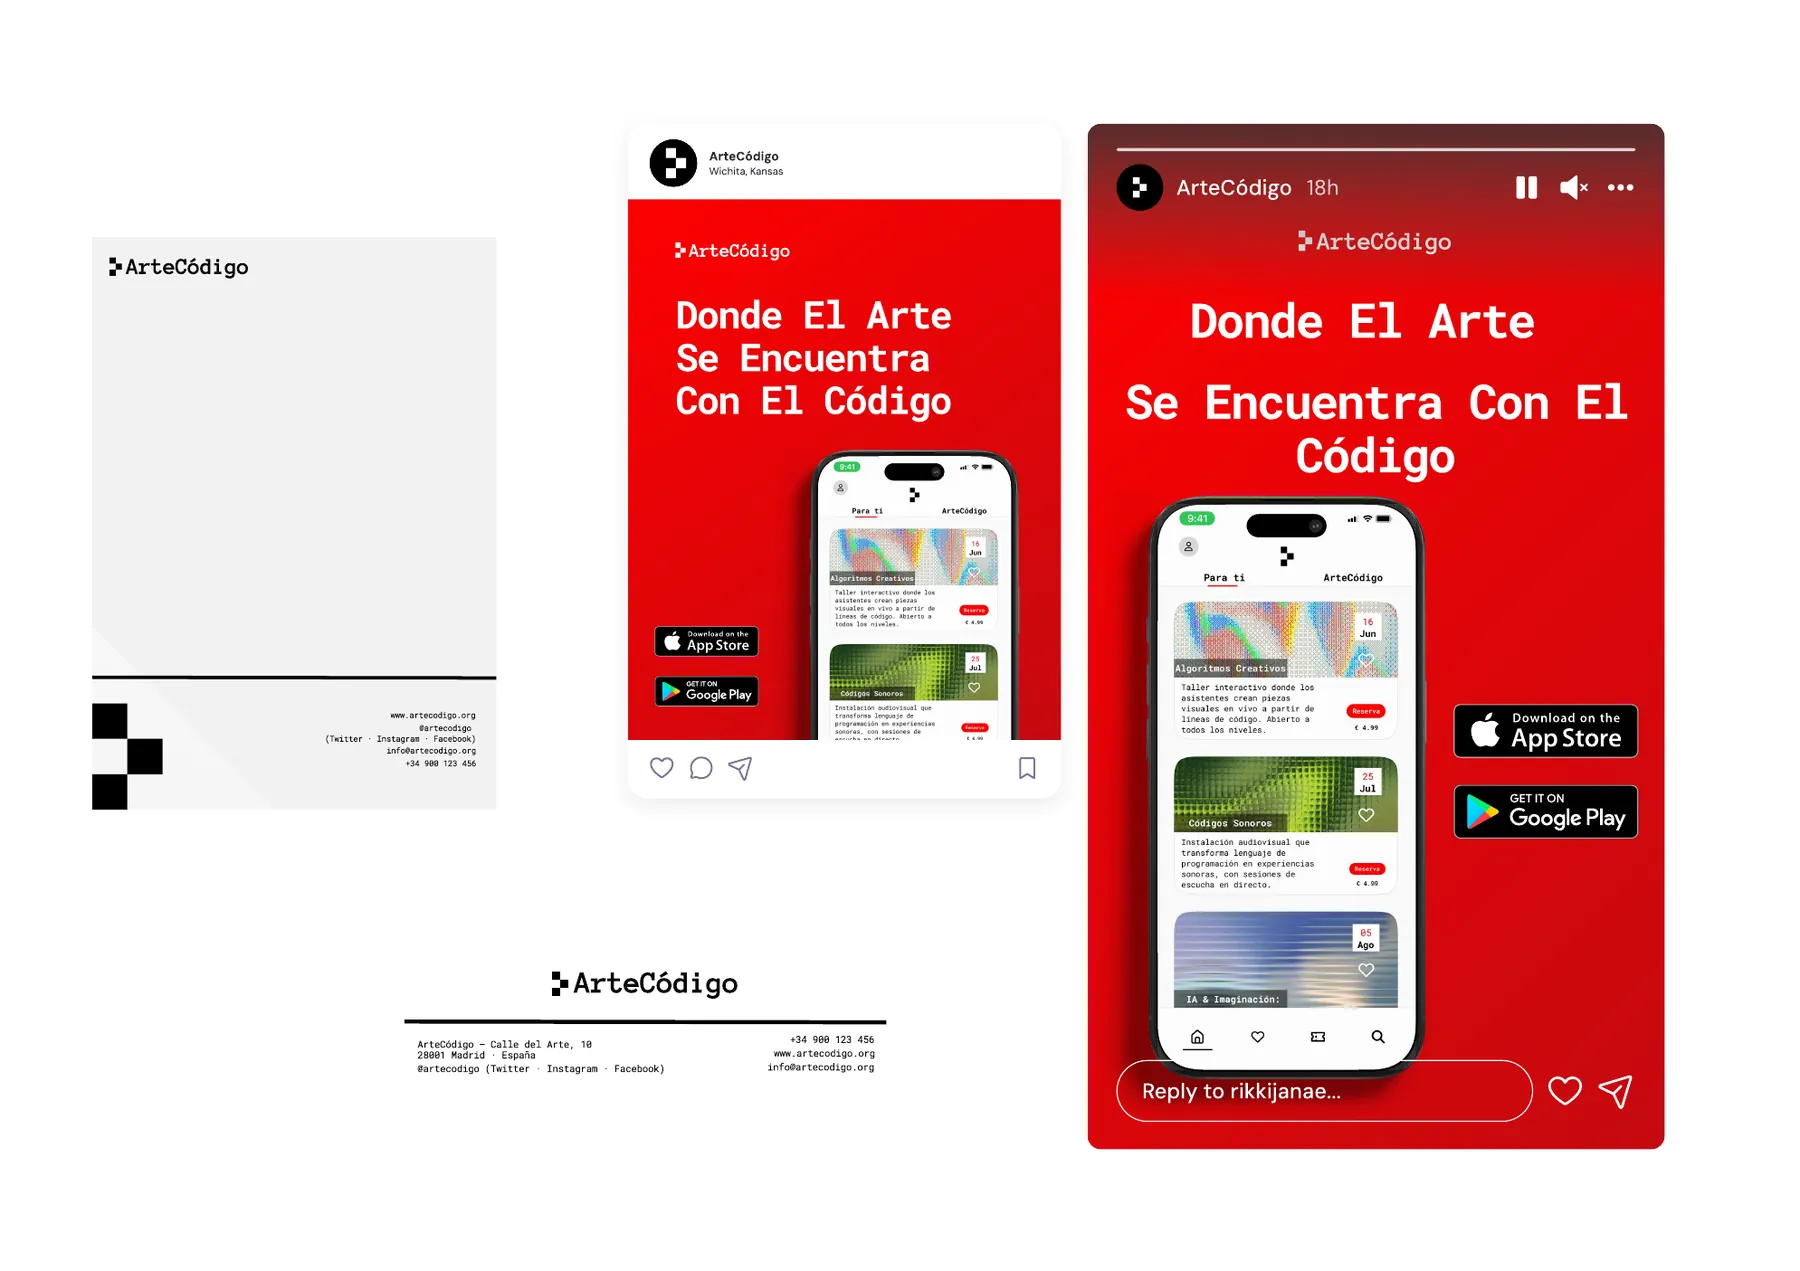 ArteCódigo
www.artecodigo.org
@artecodigo
(Twitter · Instagram · Facebook)
info@artecodigo.org
+34 900 123 456
ArteCódigo
Wichita, Kansas
ArteCódigo
Donde El Arte
Se Encuentra
Con El Código
9:41
Para ti
ArteCódigo
16
Jun
Algoritmos Creativos
Taller interactivo donde los
asistentes crean piezas
visuales en vivo a partir de
líneas de código. Abierto a
todos los niveles.
Reserva
€ 4.99
25
Jul
Códigos Sonoros
Instalación audiovisual que
transforma lenguaje de
programación en experiencias
sonoras, con sesiones de
escucha en directo.
Reserva
€ 4.99
Download on the
App Store
GET IT ON
Google Play
ArteCódigo 18h
ArteCódigo
Donde El Arte
Se Encuentra Con El
Código
9:41
Para ti
ArteCódigo
16
Jun
Algoritmos Creativos
Taller interactivo donde los
asistentes crean piezas
visuales en vivo a partir de
líneas de código. Abierto a
todos los niveles.
Reserva
€ 4.99
25
Jul
Códigos Sonoros
Instalación audiovisual que
transforma lenguaje de
programación en experiencias
sonoras, con sesiones de
escucha en directo.
Reserva
€ 4.99
05
Ago
IA & Imaginación:
Download on the
App Store
GET IT ON
Google Play
Reply to rikkijanae...
ArteCódigo
ArteCódigo – Calle del Arte, 10
28001 Madrid · España
@artecodigo (Twitter · Instagram · Facebook)
+34 900 123 456
www.artecodigo.org
info@artecodigo.org